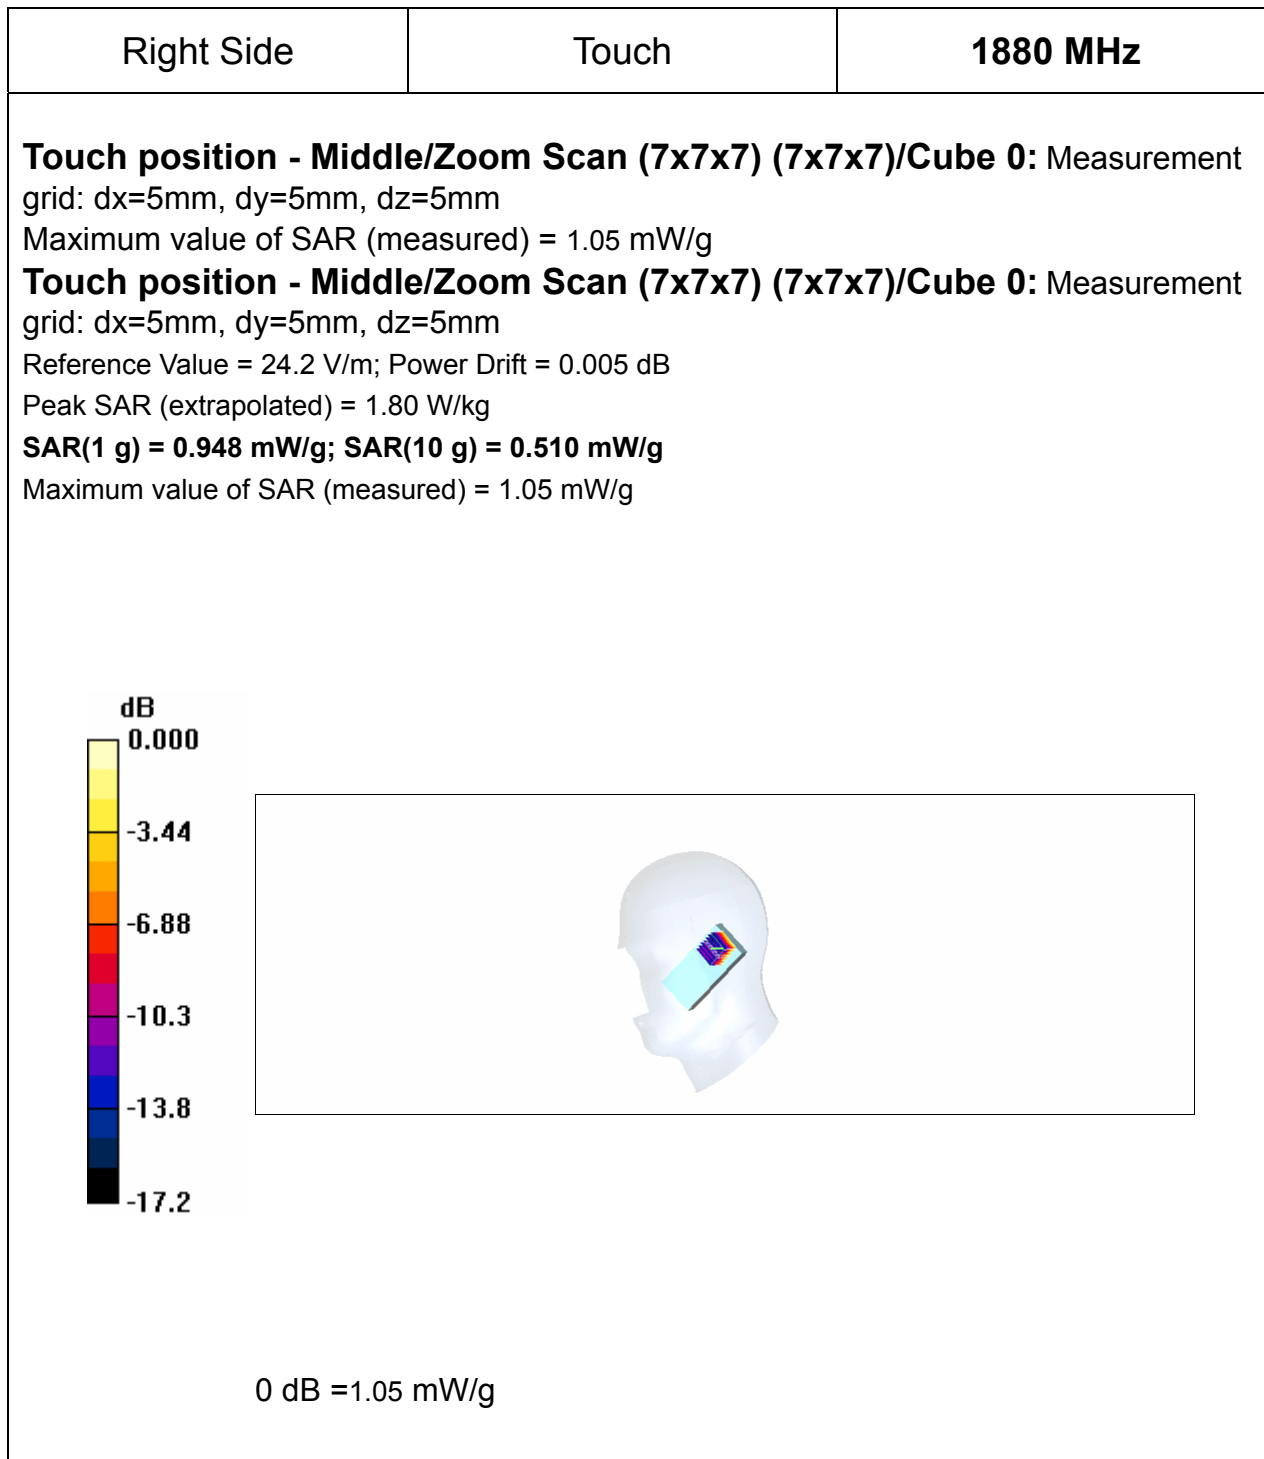 Right Side Touch 1880 MHz
Touch position - Middle/Zoom Scan (7x7x7) (7x7x7)/Cube 0: Measurement
grid: dx=5mm, dy=5mm, dz=5mm
Maximum value of SAR (measured) = 1.05 mW/g
Touch position - Middle/Zoom Scan (7x7x7) (7x7x7)/Cube 0: Measurement
grid: dx=5mm, dy=5mm, dz=5mm
Reference Value = 24.2 V/m; Power Drift = 0.005 dB
Peak SAR (extrapolated) = 1.80 W/kg
SAR(1 g) = 0.948 mW/g; SAR(10 g) = 0.510 mW/g
Maximum value of SAR (measured) = 1.05 mW/g
dB
0.000
-3.44
-6.88
-10.3
-13.8
-17.2
0 dB =1.05 mW/g